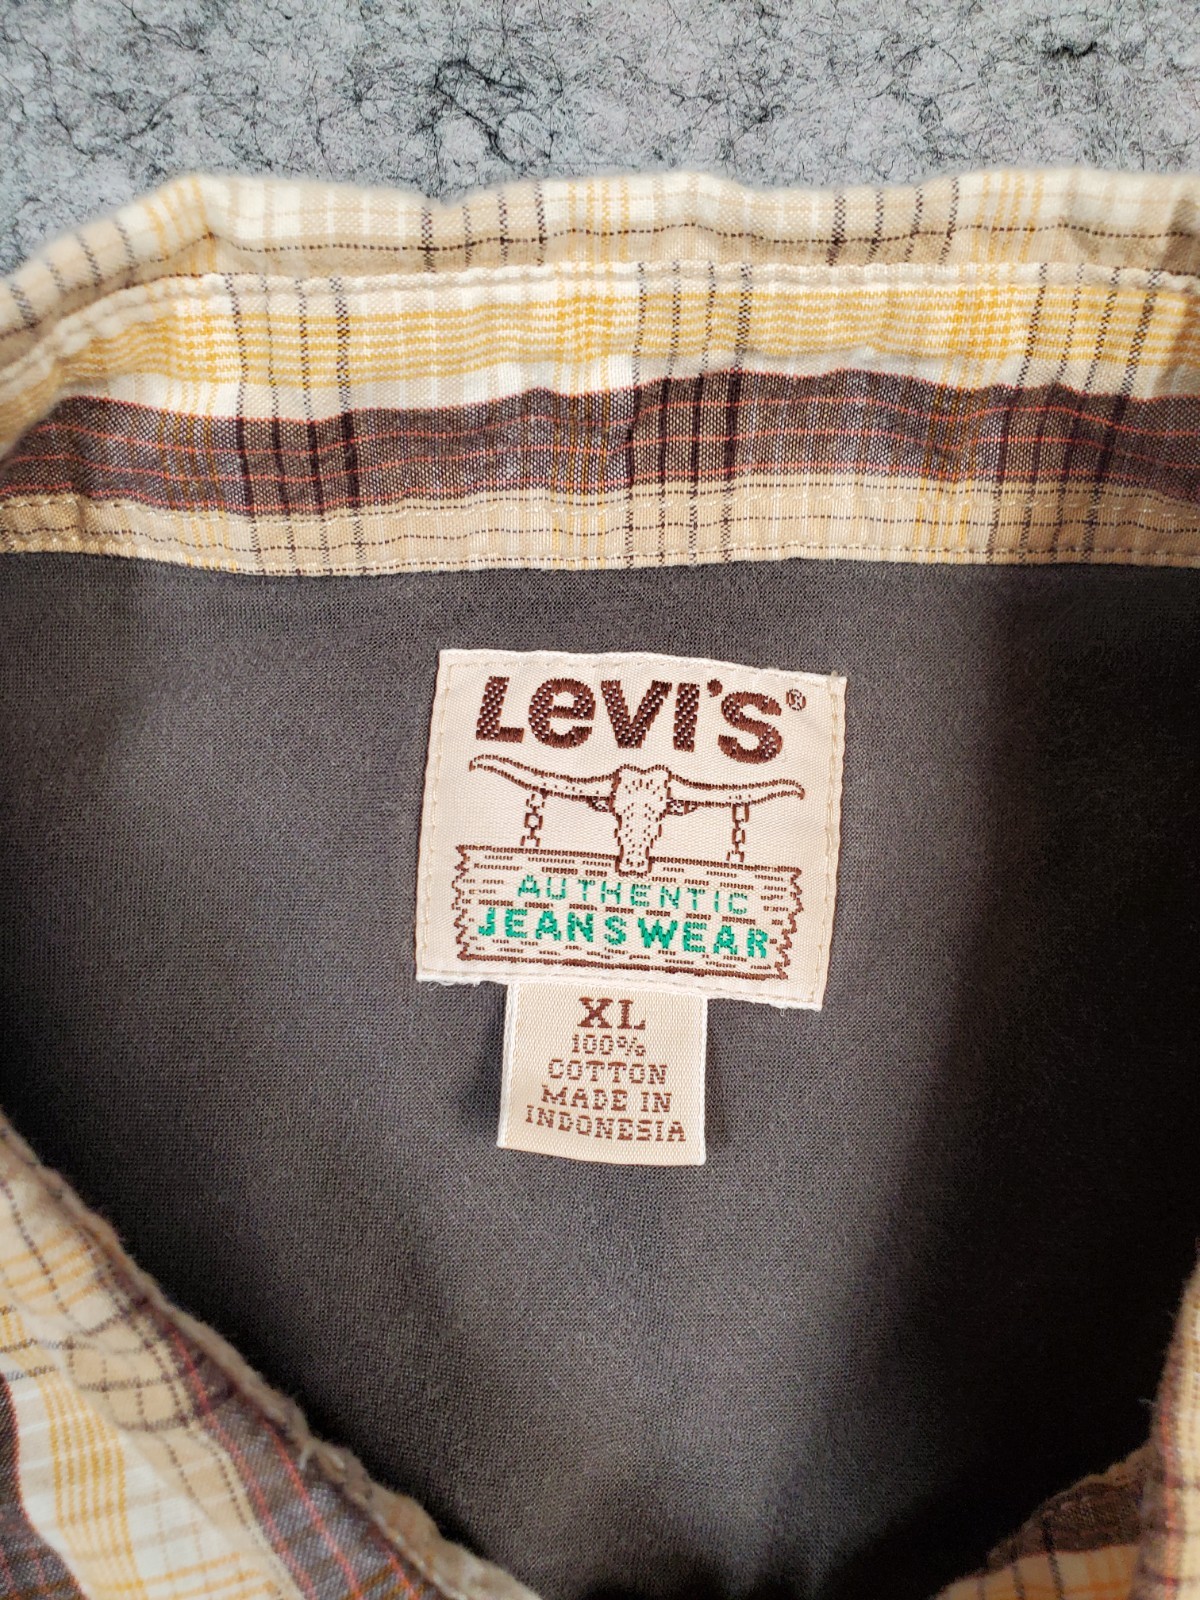 Levi's®
AUTHENTIC
JEANSWEAR
XL
100%
COTTON
MADE IN
INDONESIA